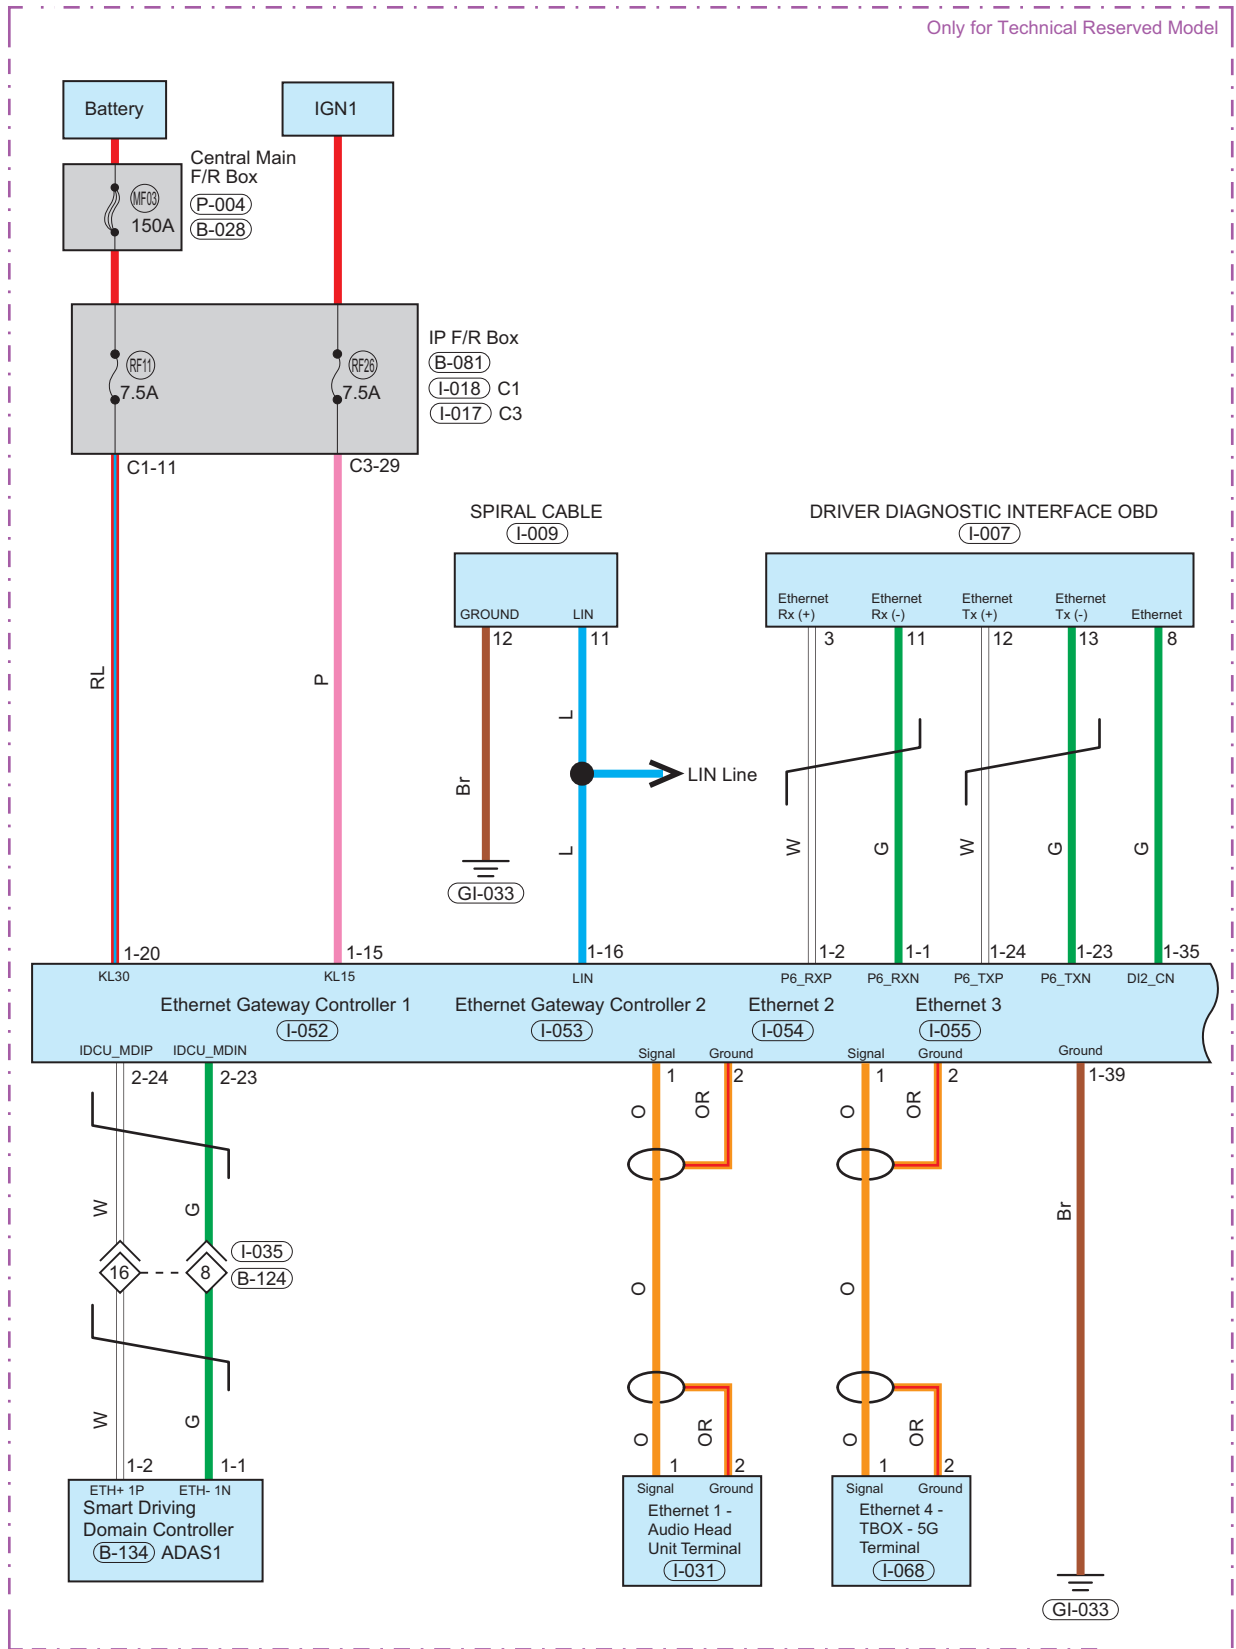 Only for Technical Reserved Model
Battery
IGN1
Central Main
F/R Box
P-004
B-028
MF03
150A
IP F/R Box
B-081
I-018 C1
I-017 C3
RF11
7.5A
RF26
7.5A
C1-11
C3-29
SPIRAL CABLE
I-009
DRIVER DIAGNOSTIC INTERFACE OBD
I-007
GROUND
LIN
Ethernet
Rx (+)
Ethernet
Rx (-)
Ethernet
Tx (+)
Ethernet
Tx (-)
Ethernet
12
11
3
11
12
13
8
RL
P
L
LIN Line
Br
L
W
G
W
G
G
GI-033
1-20
1-15
1-16
1-2
1-1
1-24
1-23
1-35
KL30
KL15
LIN
P6_RXP
P6_RXN
P6_TXP
P6_TXN
DI2_CN
Ethernet Gateway Controller 1
I-052
Ethernet Gateway Controller 2
I-053
Ethernet 2
I-054
Ethernet 3
I-055
IDCU_MDIP
IDCU_MDIN
Signal
Ground
Signal
Ground
Ground
2-24
2-23
1
2
1
2
1-39
O
OR
O
OR
W
G
Br
I-035
B-124
16
8
O
O
W
G
O
OR
O
OR
1-2
1-1
1
2
1
2
ETH+ 1P
ETH- 1N
Smart Driving
Domain Controller
B-134 ADAS1
Signal
Ground
Ethernet 1 -
Audio Head
Unit Terminal
I-031
Signal
Ground
Ethernet 4 -
TBOX - 5G
Terminal
I-068
GI-033